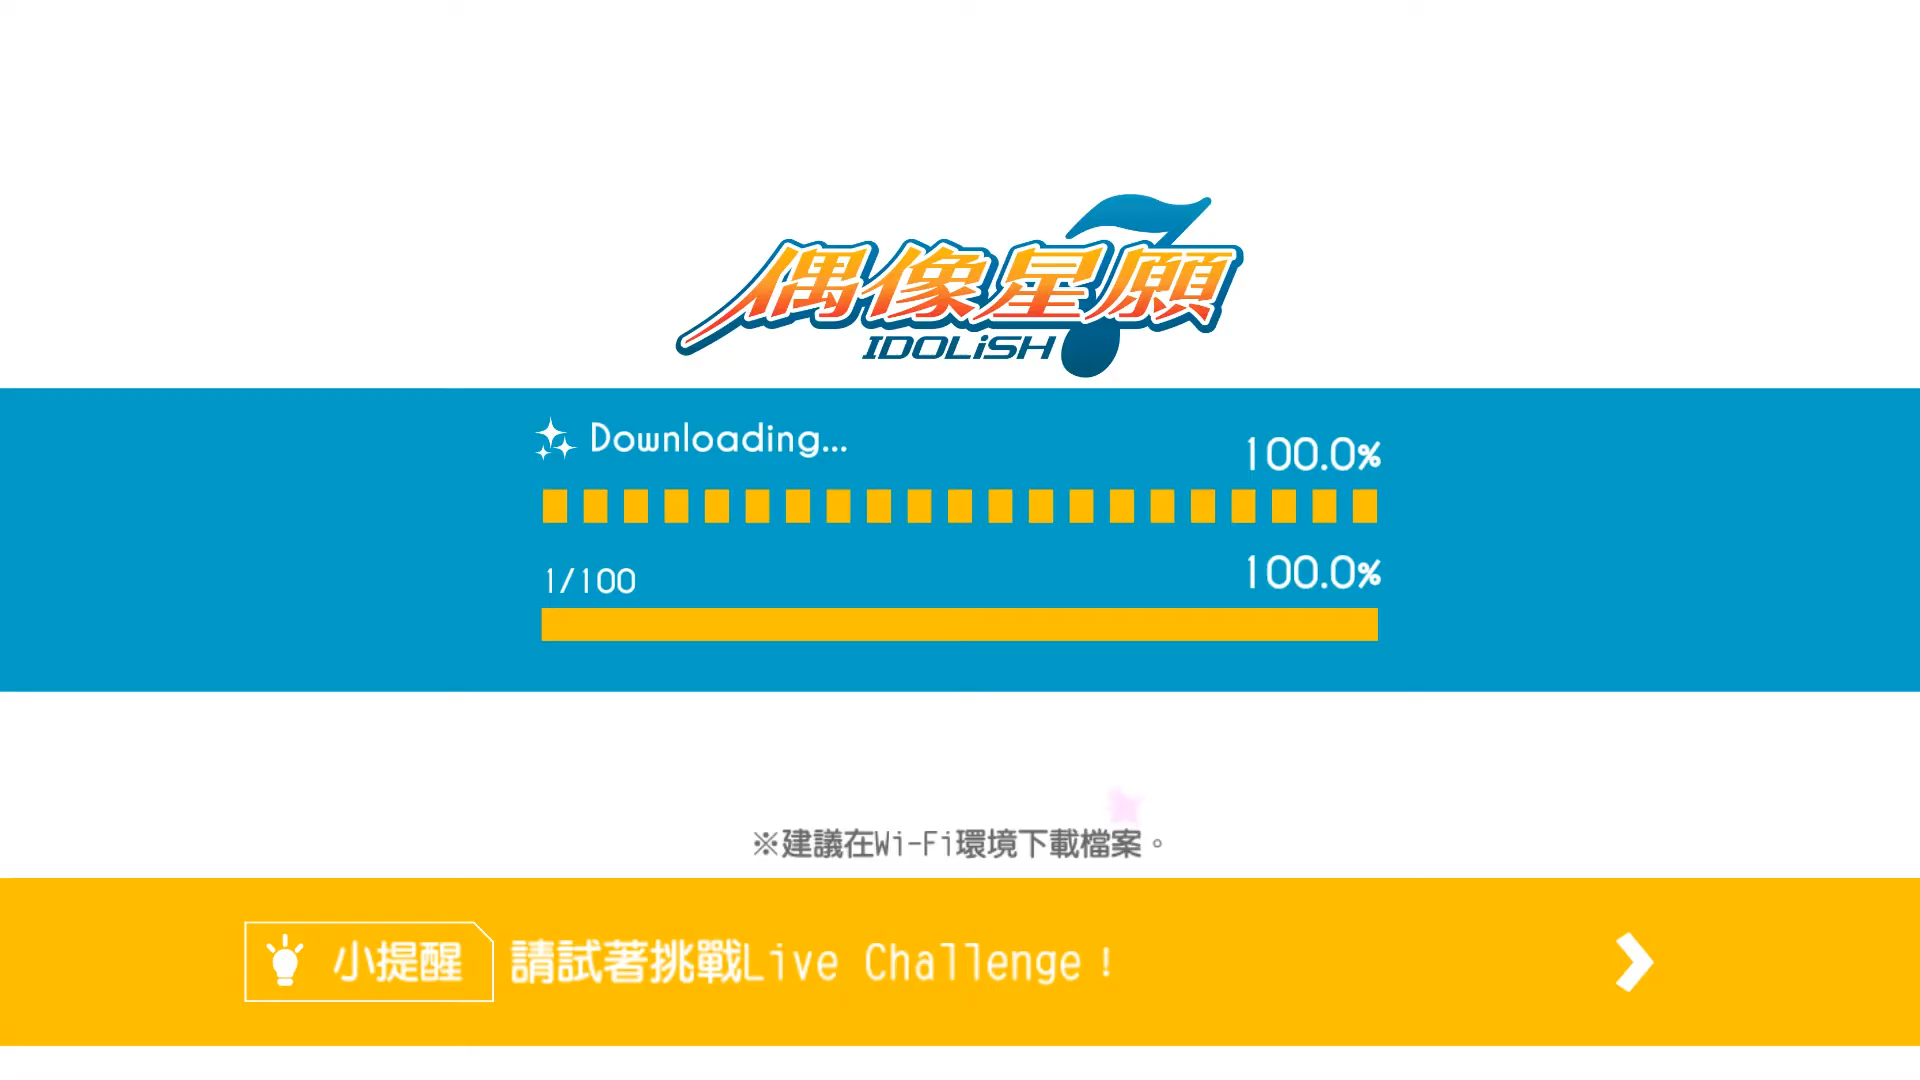 偶像星願
IDOLiSH7
Downloading...
100.0%
1/100
100.0%
※建議在Wi-Fi環境下載檔案。
小提醒
請試著挑戰Live Challenge！